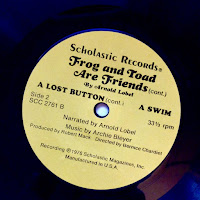 Scholastic Records®
Frog and Toad
Are Friends (cont.)
By Arnold Lobel
A LOST BUTTON (cont.)
A SWIM
Side 2
SCC 2761 B
33⅓ rpm
Narrated by Arnold Lobel
Music by Archie Bleyer
Produced by Robert Mack Directed by Bernice Chardiet
Recording ℗ 1976 Scholastic Magazines, Inc.
Manufactured in U.S.A.